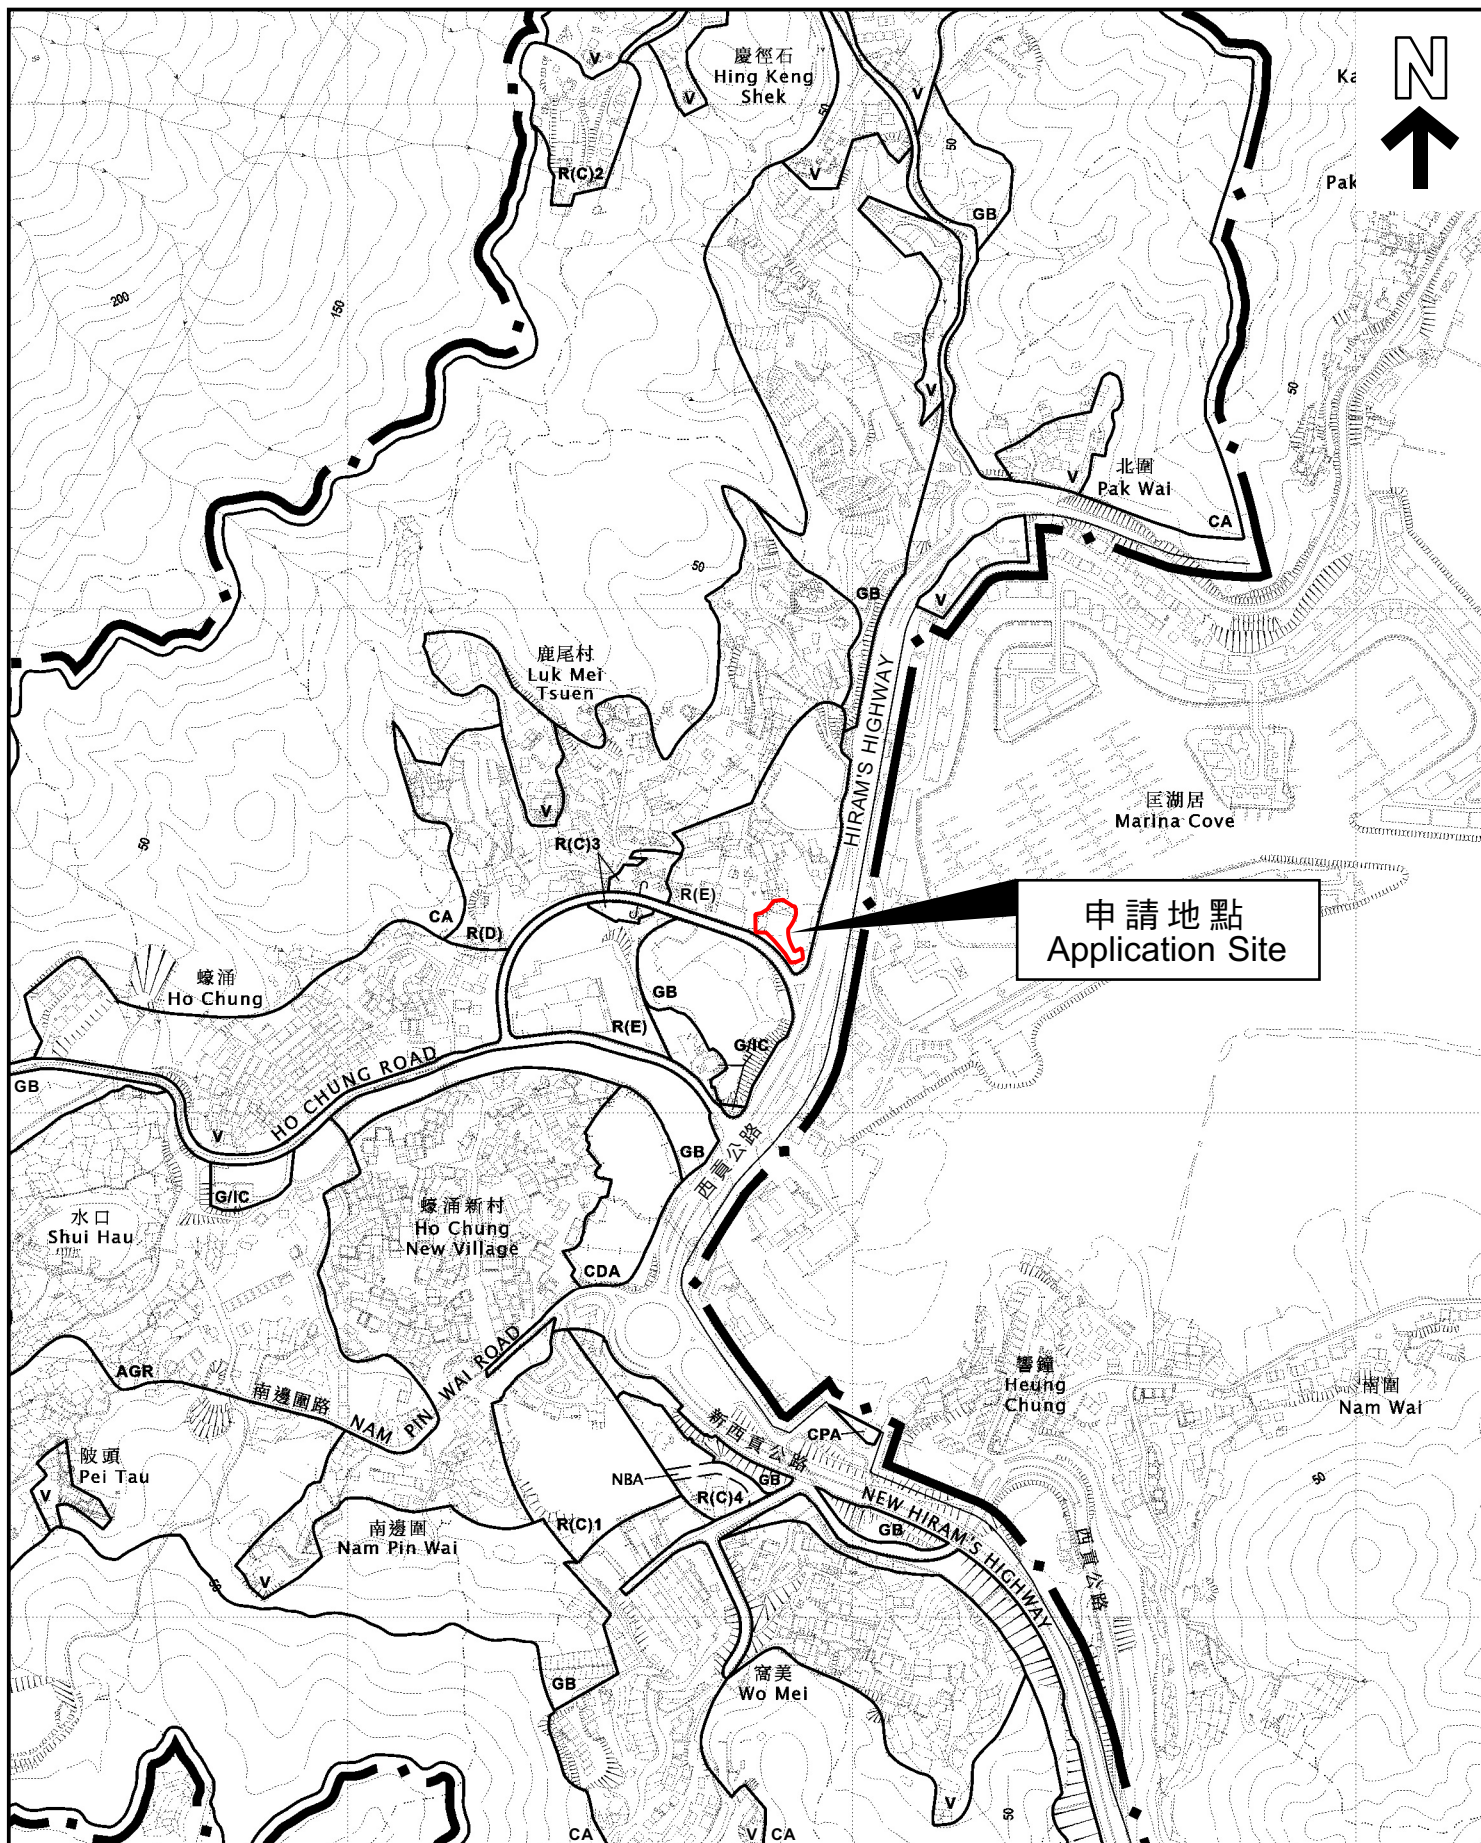 慶徑石
Hing Keng
Shek
V
V
V
50
Ka
N
R(C)2
V
50
Pak
GB
200
150
V
50
北圍
Pak Wai
V
CA
50
GB
V
鹿尾村
Luk Mei
Tsuen
HIRAM'S HIGHWAY
匡湖居
Marina Cove
V
50
R(C)3
R(E)
申請地點
Application Site
CA
R(D)
蠔涌
Ho Chung
GB
R(E)
G/IC
HO CHUNG ROAD
GB
V
GB
西貢公路
G/IC
水口
Shui Hau
蠔涌新村
Ho Chung
New Village
CDA
AGR
南邊圍路
NAM PIN WAI ROAD
響鐘
Heung
Chung
南圍
Nam Wai
新西貢公路
CPA
陂頭
Pei Tau
V
NBA
GB
R(C)4
NEW HIRAM'S HIGHWAY
50
南邊圍
Nam Pin Wai
R(C)1
GB
西貢公路
V
50
窩美
Wo Mei
GB
V
50
CA
V
CA